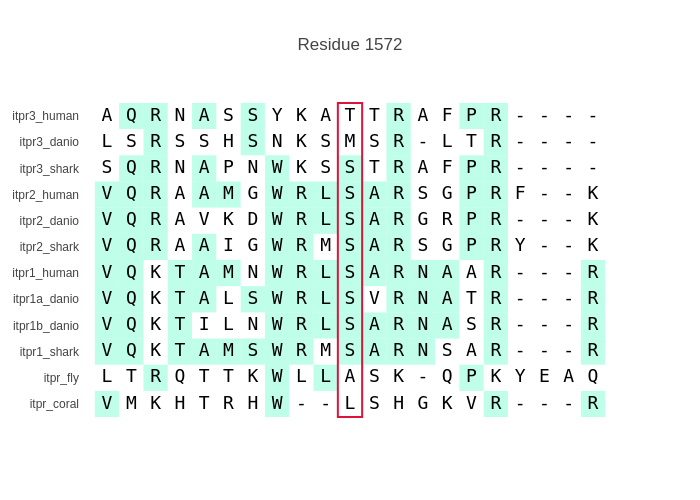 Residue 1572
itpr3_human A Q R N A S S Y K A T T R A F P R - - - -
itpr3_danio L S R S S H S N K S M S R - L T R - - - -
itpr3_shark S Q R N A P N W K S S T R A F P R - - - -
itpr2_human V Q R A A M G W R L S A R S G P R F - - K
itpr2_danio V Q R A V K D W R L S A R G R P R - - - K
itpr2_shark V Q R A A I G W R M S A R S G P R Y - - K
itpr1_human V Q K T A M N W R L S A R N A A R - - - R
itpr1a_danio V Q K T A L S W R L S V R N A T R - - - R
itpr1b_danio V Q K T I L N W R L S A R N A S R - - - R
itpr1_shark V Q K T A M S W R M S A R N S A R - - - R
itpr_fly L T R Q T T K W L L A S K - Q P K Y E A Q
itpr_coral V M K H T R H W - - L S H G K V R - - - R